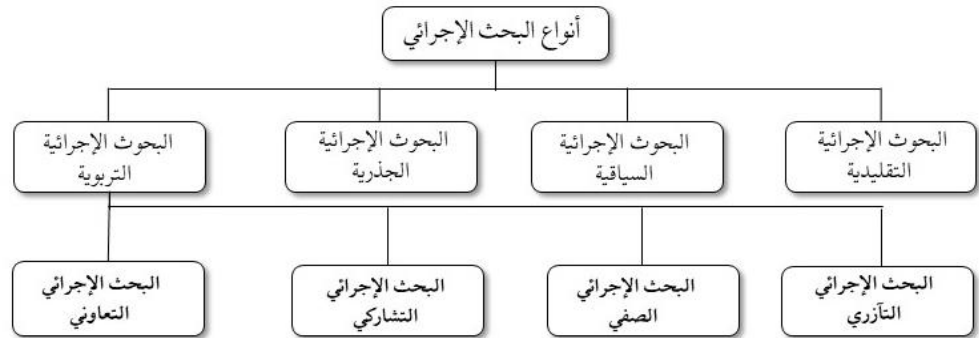 أنواع البحث الإجرائي
البحوث الإجرائية
التقليدية
البحوث الإجرائية
السياقية
البحوث الإجرائية
الجذرية
البحوث الإجرائية
التربوية
البحث الإجرائي
التآزري
البحث الإجرائي
الصفي
البحث الإجرائي
التشاركي
البحث الإجرائي
التعاوني